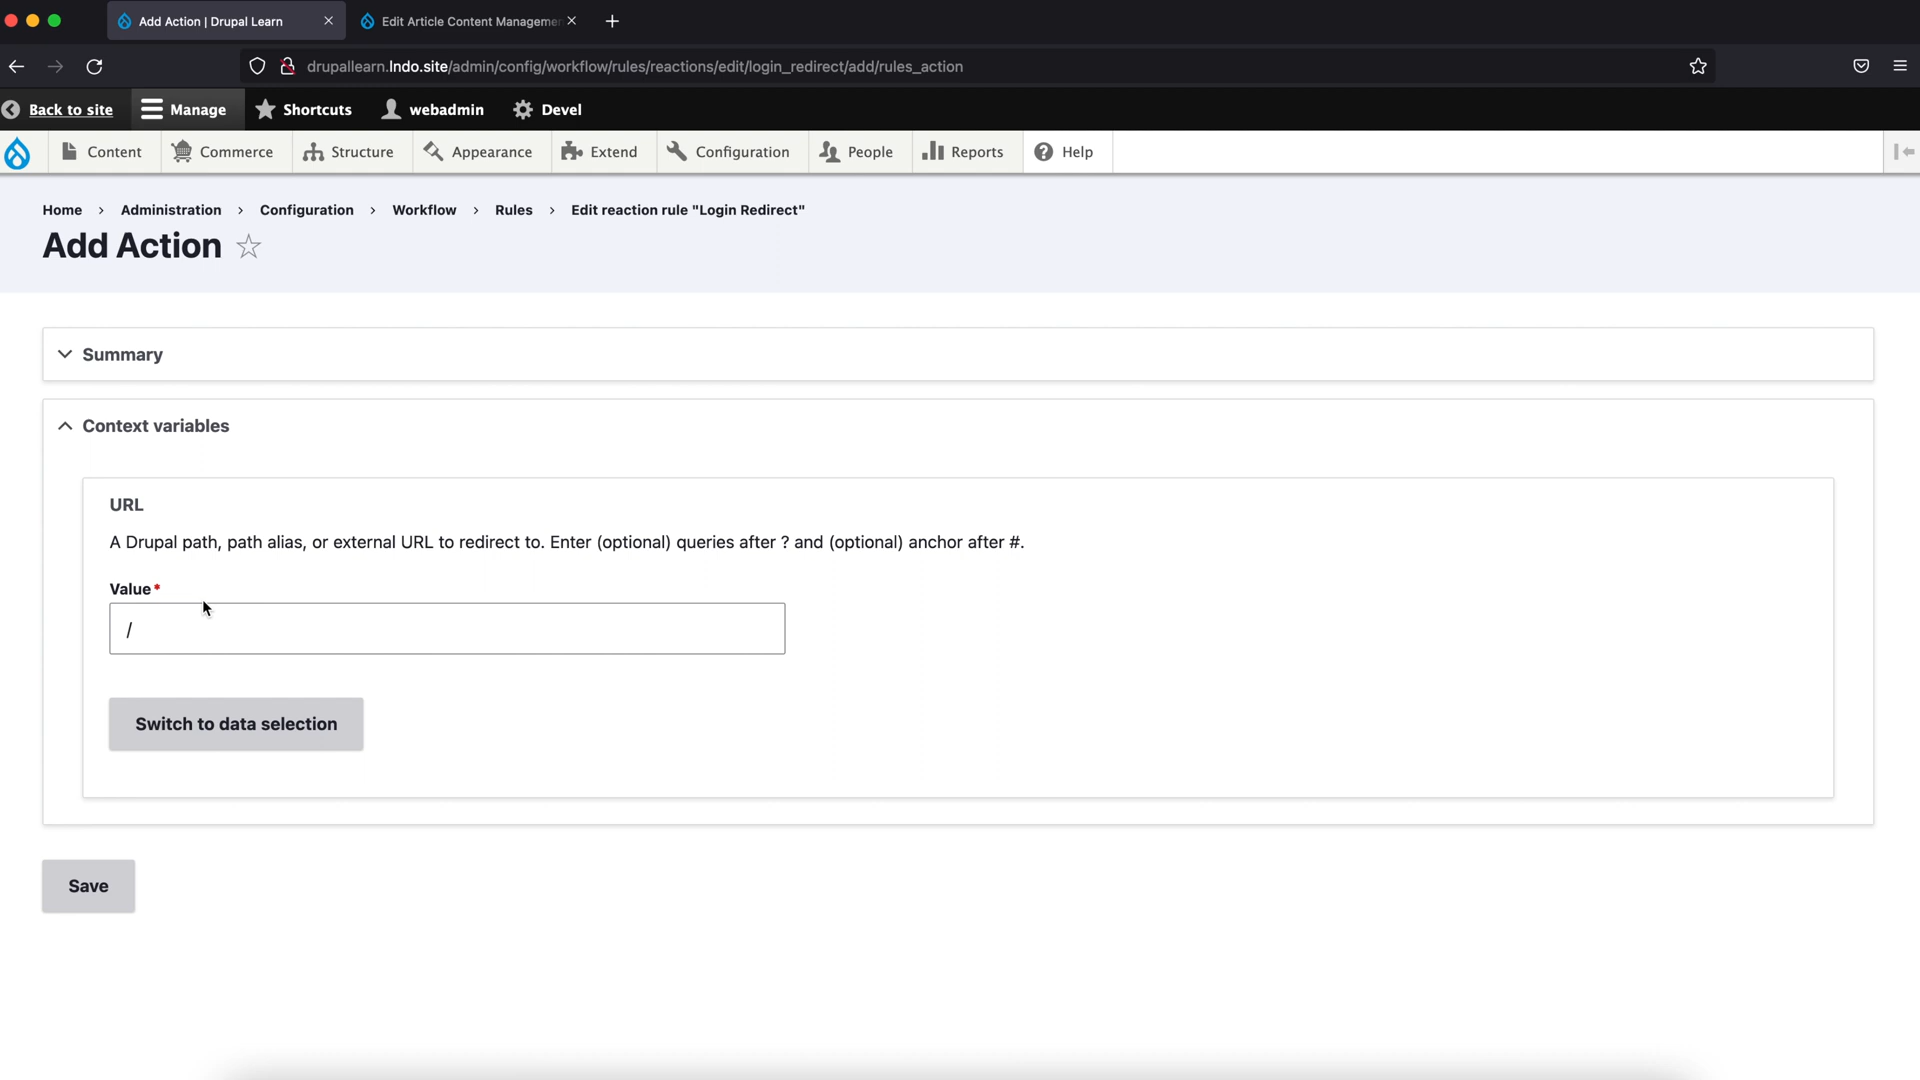 Add Action | Drupal Learn
Edit Article Content Manageme
drupallearn.lndo.site/admin/config/workflow/rules/reactions/edit/login_redirect/add/rules_action
Back to site
Manage
Shortcuts
webadmin
Devel
Content
Commerce
Structure
Appearance
Extend
Configuration
People
Reports
Help
Home > Administration > Configuration > Workflow > Rules > Edit reaction rule "Login Redirect"
Add Action
Summary
Context variables
URL
A Drupal path, path alias, or external URL to redirect to. Enter (optional) queries after ? and (optional) anchor after #.
Value*
/
Switch to data selection
Save